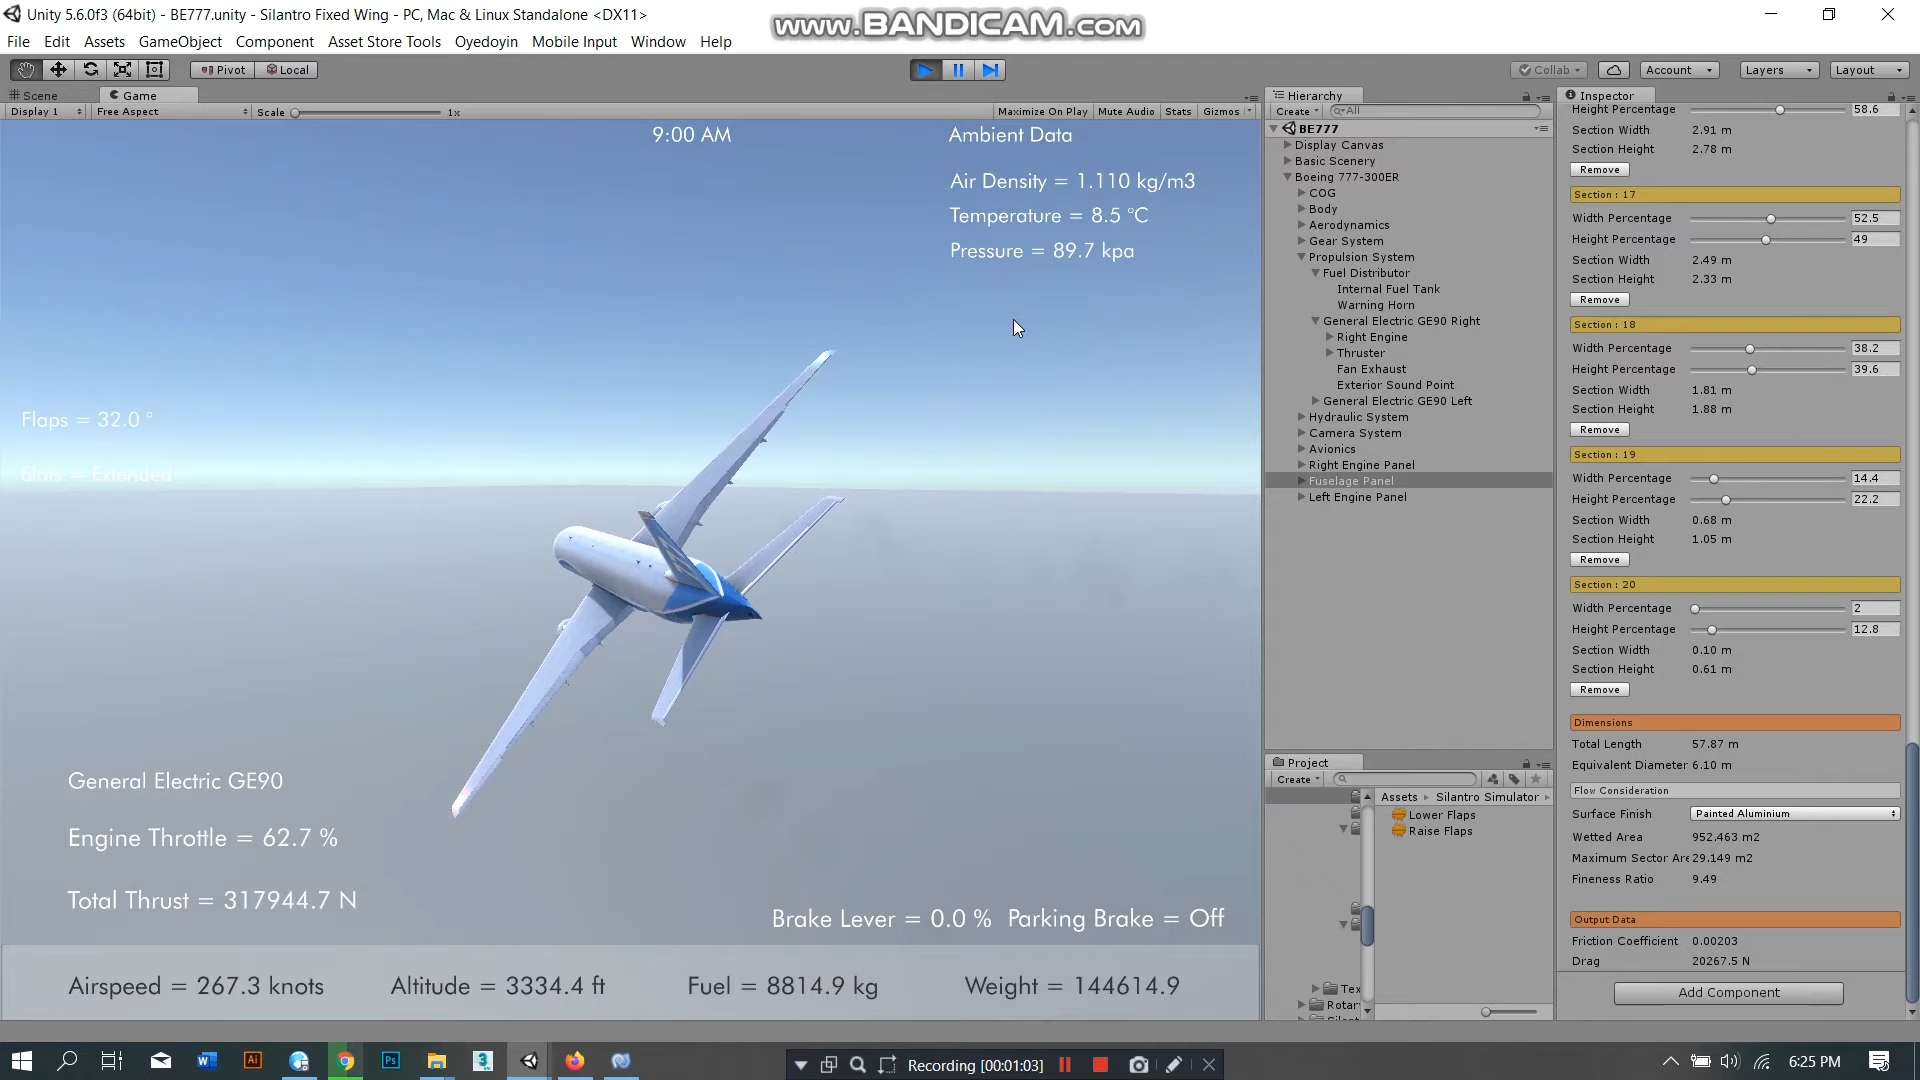 Unity 5.6.0f3 (64bit) - BE777.unity - Silantro Fixed Wing - PC, Mac & Linux Standalone <DX11>
www.BANDICAM.com
File Edit Assets GameObject Component Asset Store Tools Oyedoyin Mobile Input Window Help
Pivot Local
Collab Account Layers Layout
Scene Game
Display 1 Free Aspect Scale 1x Maximize On Play Mute Audio Stats Gizmos
9:00 AM
Ambient Data
Air Density = 1.110 kg/m3
Temperature = 8.5 °C
Pressure = 89.7 kpa
Flaps = 32.0 °
Slats = Extended
General Electric GE90
Engine Throttle = 62.7 %
Total Thrust = 317944.7 N
Brake Lever = 0.0 % Parking Brake = Off
Airspeed = 267.3 knots Altitude = 3334.4 ft Fuel = 8814.9 kg Weight = 144614.9
Hierarchy
Create All
BE777
Display Canvas
Basic Scenery
Boeing 777-300ER
COG
Body
Aerodynamics
Gear System
Propulsion System
Fuel Distributor
Internal Fuel Tank
Warning Horn
General Electric GE90 Right
Right Engine
Thruster
Fan Exhaust
Exterior Sound Point
General Electric GE90 Left
Hydraulic System
Camera System
Avionics
Right Engine Panel
Fuselage Panel
Left Engine Panel
Project
Create
Assets Silantro Simulator
Lower Flaps
Raise Flaps
Tex
Rotar
Inspector
Height Percentage 58.6
Section Width 2.91 m
Section Height 2.78 m
Remove
Section : 17
Width Percentage 52.5
Height Percentage 49
Section Width 2.49 m
Section Height 2.33 m
Remove
Section : 18
Width Percentage 38.2
Height Percentage 39.6
Section Width 1.81 m
Section Height 1.88 m
Remove
Section : 19
Width Percentage 14.4
Height Percentage 22.2
Section Width 0.68 m
Section Height 1.05 m
Remove
Section : 20
Width Percentage 2
Height Percentage 12.8
Section Width 0.10 m
Section Height 0.61 m
Remove
Dimensions
Total Length 57.87 m
Equivalent Diameter 6.10 m
Flow Consideration
Surface Finish Painted Aluminium
Wetted Area 952.463 m2
Maximum Sector Are 29.149 m2
Fineness Ratio 9.49
Output Data
Friction Coefficient 0.00203
Drag 20267.5 N
Add Component
Recording [00:01:03]
6:25 PM